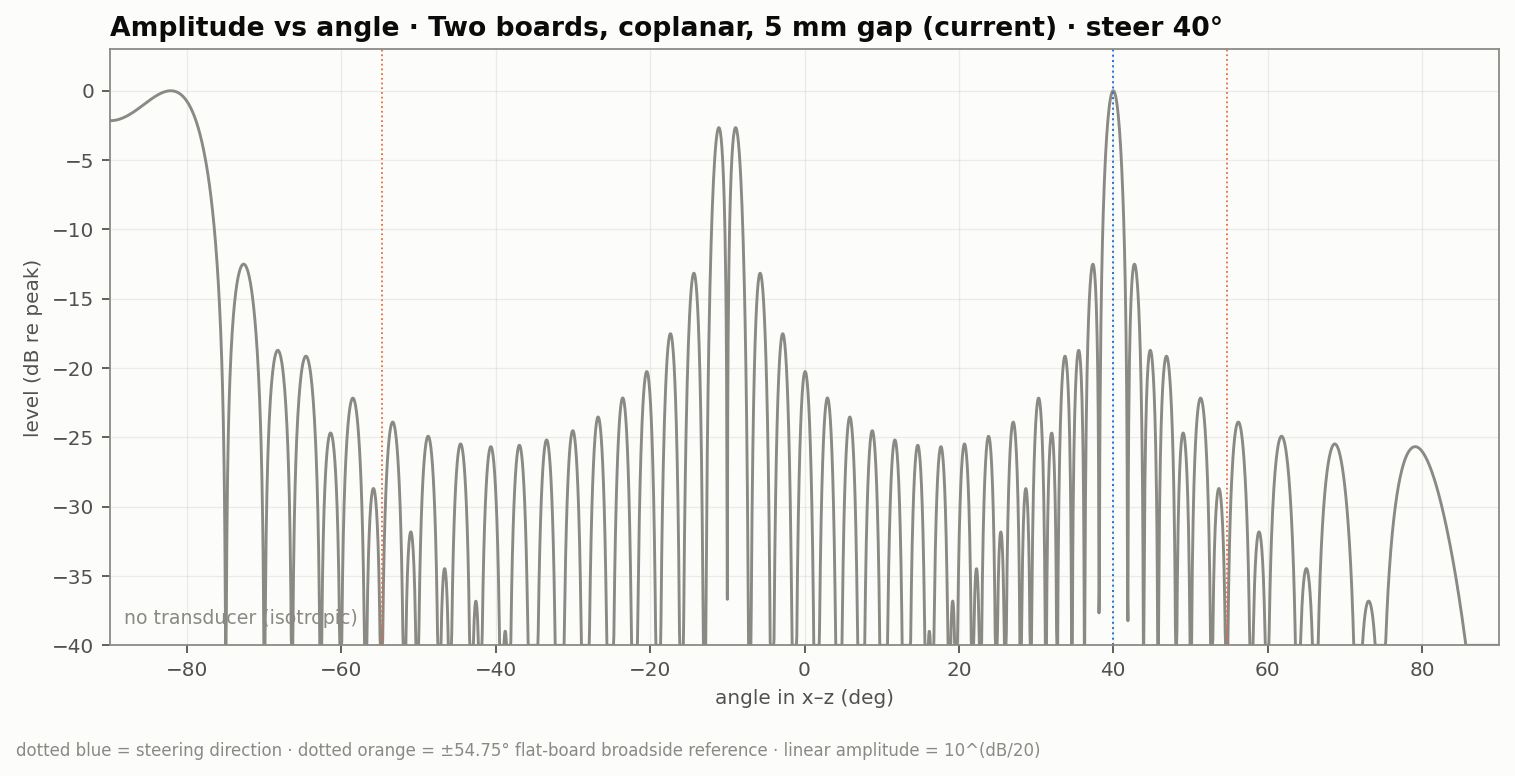 Amplitude vs angle · Two boards, coplanar, 5 mm gap (current) · steer 40°
0
−5
−10
−15
−20
−25
−30
−35
−40
level (dB re peak)
no transducer (isotropic)
−80 −60 −40 −20 0 20 40 60 80
angle in x–z (deg)
dotted blue = steering direction · dotted orange = ±54.75° flat-board broadside reference · linear amplitude = 10^(dB/20)